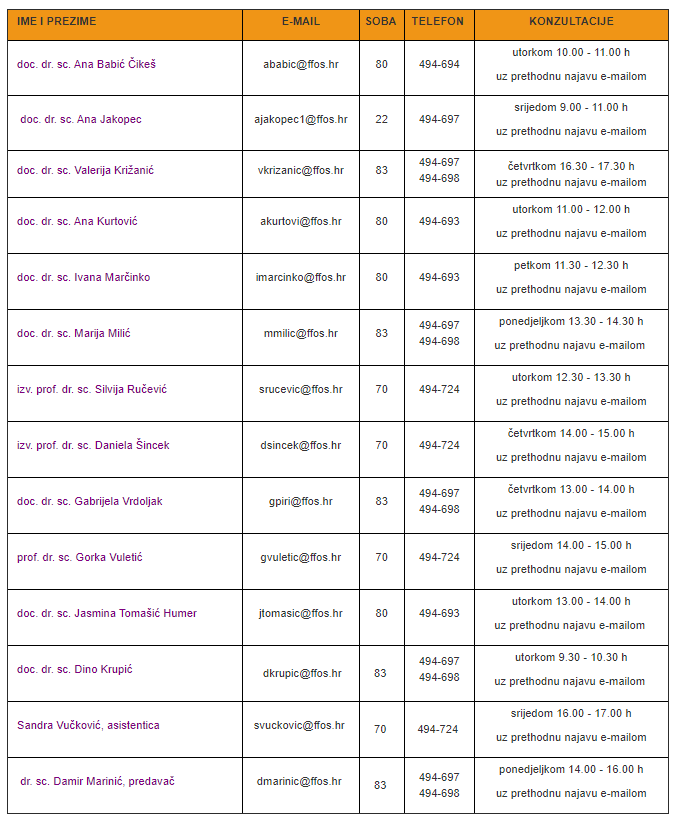 IME I PREZIME E-MAIL SOBA TELEFON KONZULTACIJE
doc. dr. sc. Ana Babić Čikeš ababic@ffos.hr 80 494-694 utorkom 10.00 - 11.00 h
uz prethodnu najavu e-mailom
doc. dr. sc. Ana Jakopec ajakopec1@ffos.hr 22 494-697 srijedom 9.00 - 11.00 h
uz prethodnu najavu e-mailom
doc. dr. sc. Valerija Križanić vkrizanic@ffos.hr 83 494-697 četvrtkom 16.30 - 17.30 h
494-698 uz prethodnu najavu e-mailom
doc. dr. sc. Ana Kurtović akurtovi@ffos.hr 80 494-693 utorkom 11.00 - 12.00 h
uz prethodnu najavu e-mailom
doc. dr. sc. Ivana Marčinko imarcinko@ffos.hr 80 494-693 petkom 11.30 - 12.30 h
uz prethodnu najavu e-mailom
doc. dr. sc. Marija Milić mmilic@ffos.hr 83 494-697 ponedjeljkom 13.30 - 14.30 h
494-698 uz prethodnu najavu e-mailom
izv. prof. dr. sc. Silvija Ručević srucevic@ffos.hr 70 494-724 utorkom 12.30 - 13.30 h
uz prethodnu najavu e-mailom
izv. prof. dr. sc. Daniela Šincek dsincek@ffos.hr 70 494-724 četvrtkom 14.00 - 15.00 h
uz prethodnu najavu e-mailom
doc. dr. sc. Gabrijela Vrdoljak gpiri@ffos.hr 83 494-697 četvrtkom 13.00 - 14.00 h
494-698 uz prethodnu najavu e-mailom
prof. dr. sc. Gorka Vuletić gvuletic@ffos.hr 70 494-724 srijedom 14.00 - 15.00 h
uz prethodnu najavu e-mailom
doc. dr. sc. Jasmina Tomašić Humer jtomasic@ffos.hr 80 494-693 utorkom 13.00 - 14.00 h
uz prethodnu najavu e-mailom
doc. dr. sc. Dino Krupić dkrupic@ffos.hr 83 494-697 utorkom 9.30 - 10.30 h
494-698 uz prethodnu najavu e-mailom
Sandra Vučković, asistentica svuckovic@ffos.hr 70 494-724 srijedom 16.00 - 17.00 h
uz prethodnu najavu e-mailom
dr. sc. Damir Marinić, predavač dmarinic@ffos.hr 83 494-697 ponedjeljkom 14.00 - 16.00 h
494-698 uz prethodnu najavu e-mailom